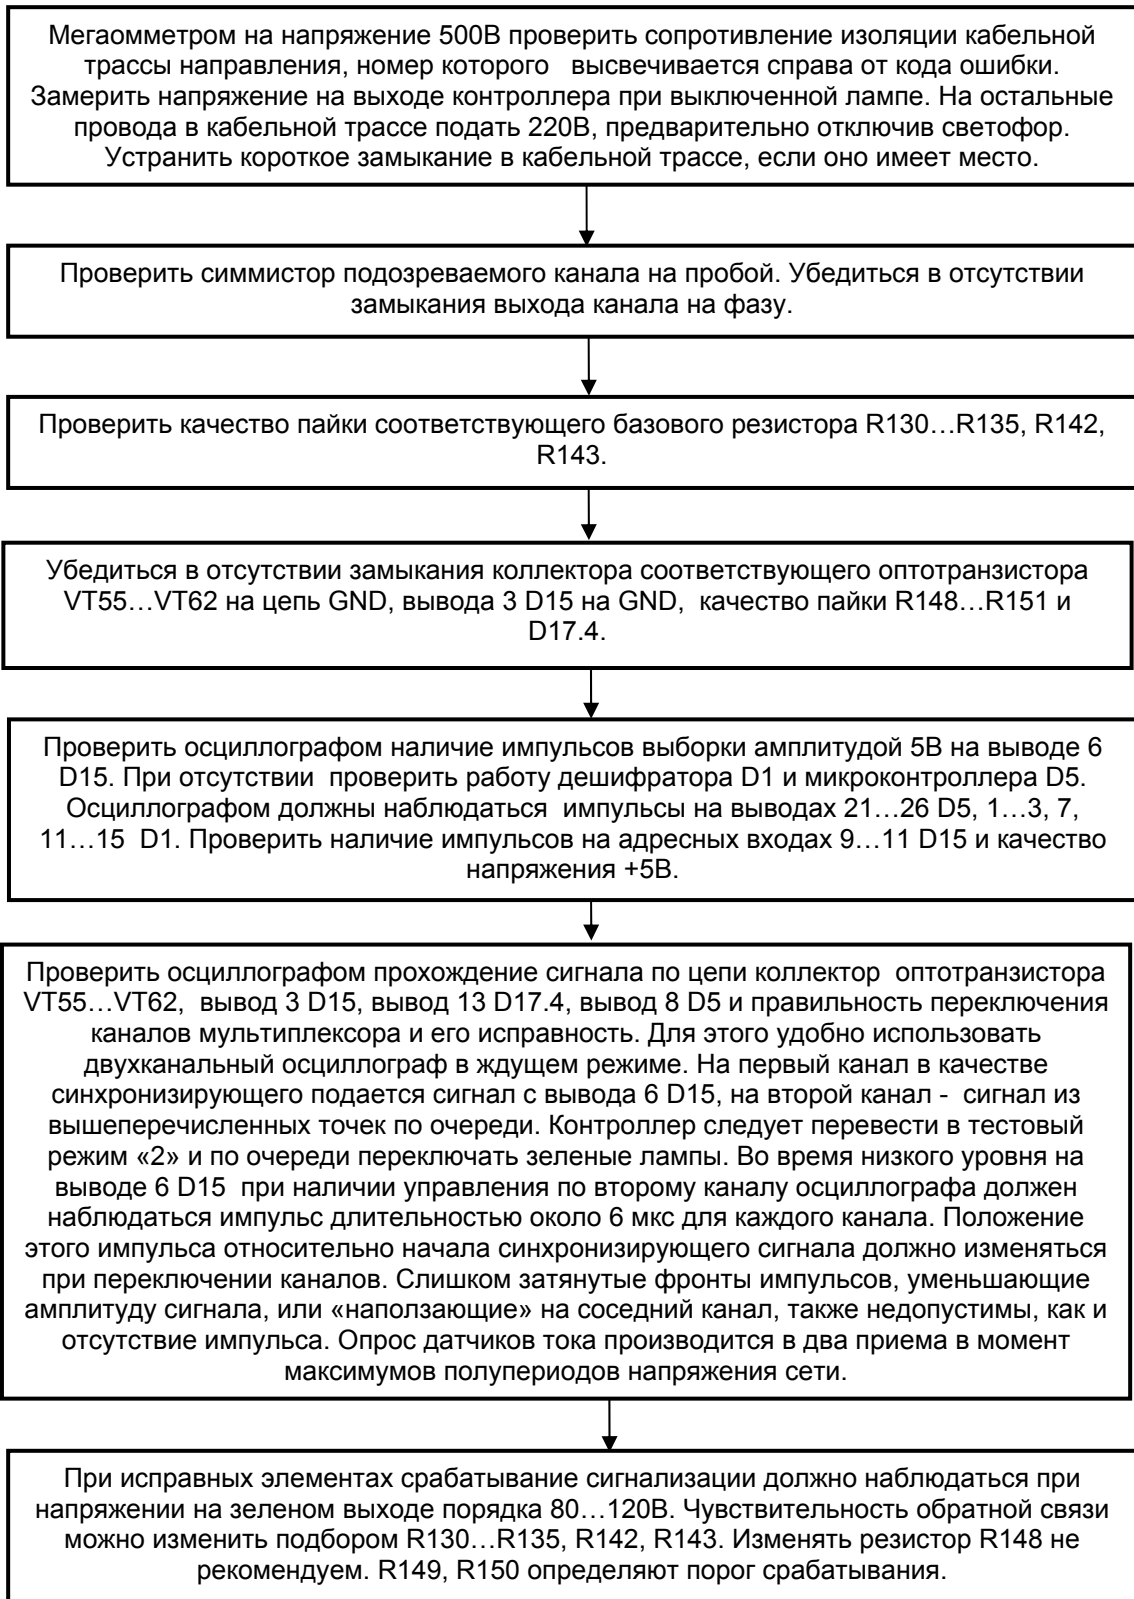 Мегаомметром на напряжение 500В проверить сопротивление изоляции кабельной
трассы направления, номер которого высвечивается справа от кода ошибки.
Замерить напряжение на выходе контроллера при выключенной лампе. На остальные
провода в кабельной трассе подать 220В, предварительно отключив светофор.
Устранить короткое замыкание в кабельной трассе, если оно имеет место.
Проверить симмистор подозреваемого канала на пробой. Убедиться в отсутствии
замыкания выхода канала на фазу.
Проверить качество пайки соответствующего базового резистора R130…R135, R142,
R143.
Убедиться в отсутствии замыкания коллектора соответствующего оптотранзистора
VT55…VT62 на цепь GND, вывода 3 D15 на GND, качество пайки R148…R151 и
D17.4.
Проверить осциллографом наличие импульсов выборки амплитудой 5В на выводе 6
D15. При отсутствии проверить работу дешифратора D1 и микроконтроллера D5.
Осциллографом должны наблюдаться импульсы на выводах 21…26 D5, 1…3, 7,
11…15 D1. Проверить наличие импульсов на адресных входах 9…11 D15 и качество
напряжения +5В.
Проверить осциллографом прохождение сигнала по цепи коллектор оптотранзистора
VT55…VT62, вывод 3 D15, вывод 13 D17.4, вывод 8 D5 и правильность переключения
каналов мультиплексора и его исправность. Для этого удобно использовать
двухканальный осциллограф в ждущем режиме. На первый канал в качестве
синхронизирующего подается сигнал с вывода 6 D15, на второй канал - сигнал из
вышеперечисленных точек по очереди. Контроллер следует перевести в тестовый
режим «2» и по очереди переключать зеленые лампы. Во время низкого уровня на
выводе 6 D15 при наличии управления по второму каналу осциллографа должен
наблюдаться импульс длительностью около 6 мкс для каждого канала. Положение
этого импульса относительно начала синхронизирующего сигнала должно изменяться
при переключении каналов. Слишком затянутые фронты импульсов, уменьшающие
амплитуду сигнала, или «наползающие» на соседний канал, также недопустимы, как и
отсутствие импульса. Опрос датчиков тока производится в два приема в момент
максимумов полупериодов напряжения сети.
При исправных элементах срабатывание сигнализации должно наблюдаться при
напряжении на зеленом выходе порядка 80…120В. Чувствительность обратной связи
можно изменить подбором R130…R135, R142, R143. Изменять резистор R148 не
рекомендуем. R149, R150 определяют порог срабатывания.